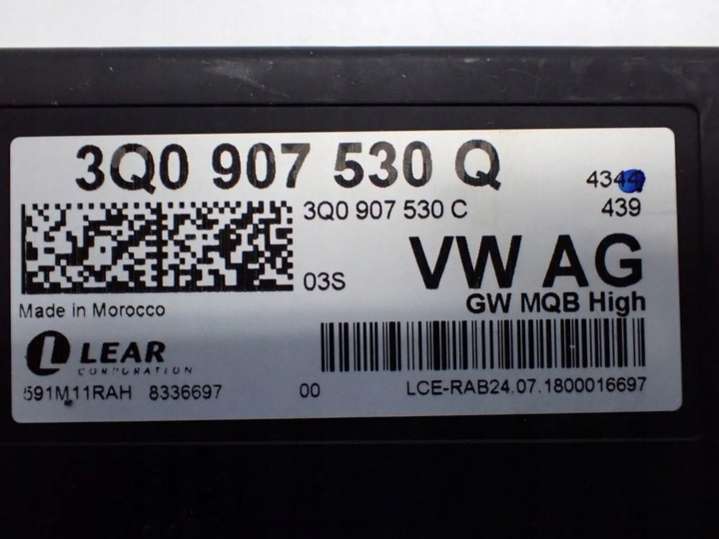 3Q0 907 530 Q
3Q0 907 530 C
439
03S
VW AG
GW MQB High
Made in Morocco
LEAR
CORPORATION
591M11RAH 8336697 00 LCE-RAB24.07.1800016697